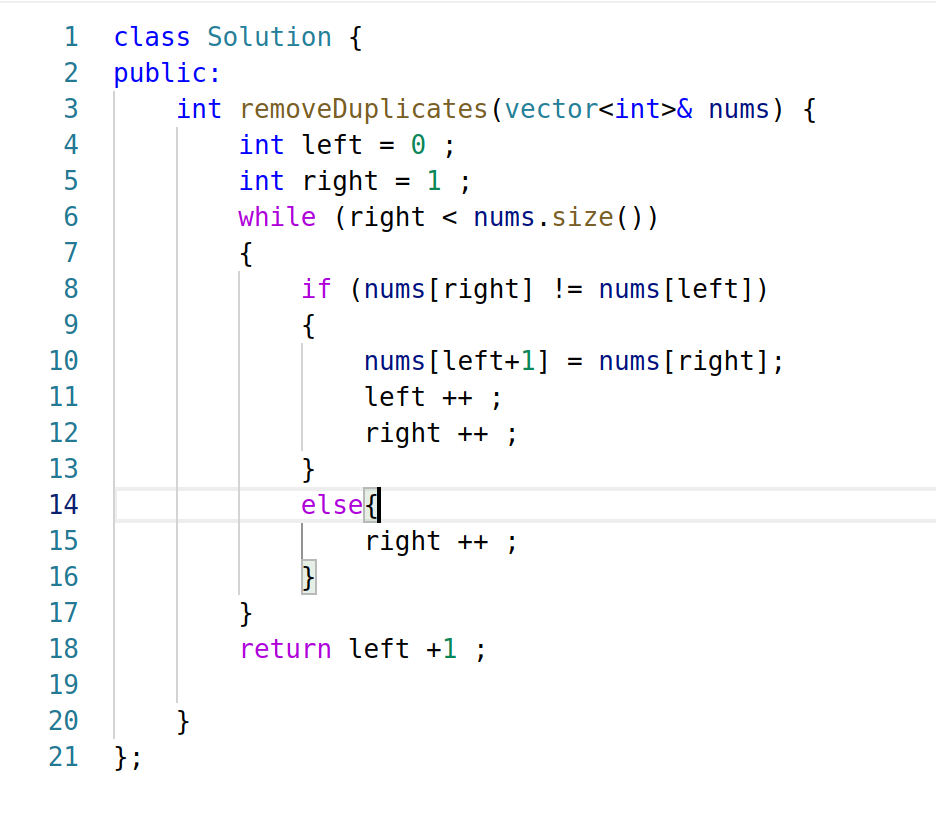 1 class Solution {
2 public:
3     int removeDuplicates(vector<int>& nums) {
4         int left = 0 ;
5         int right = 1 ;
6         while (right < nums.size())
7         {
8             if (nums[right] != nums[left])
9             {
10                 nums[left+1] = nums[right];
11                 left ++ ;
12                 right ++ ;
13             }
14             else{
15                 right ++ ;
16             }
17         }
18         return left +1 ;
19
20     }
21 };